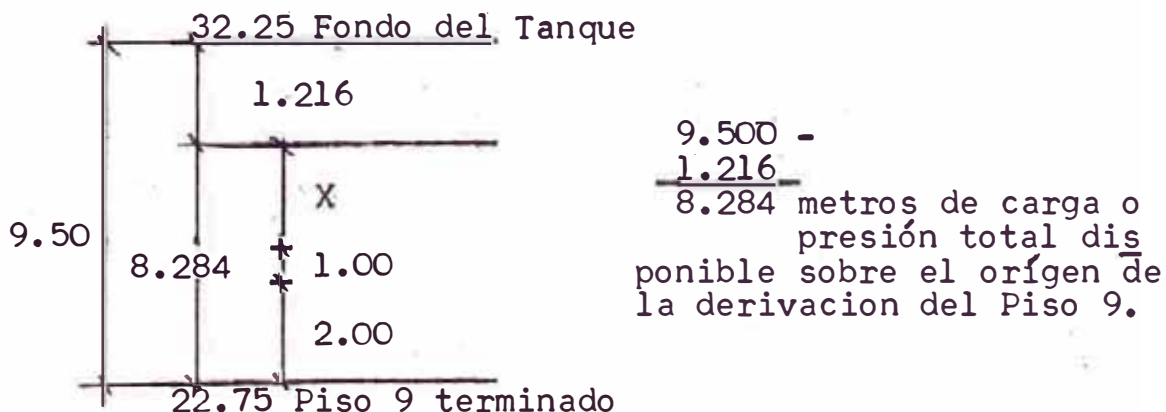 32.25 Fondo del Tanque
1.216
X
9.50
8.284
1.00
2.00
22.75 Piso 9 terminado
9.500 -
1.216
8.284 metros de carga o
presión total dis
ponible sobre el orígen de
la derivacion del Piso 9.